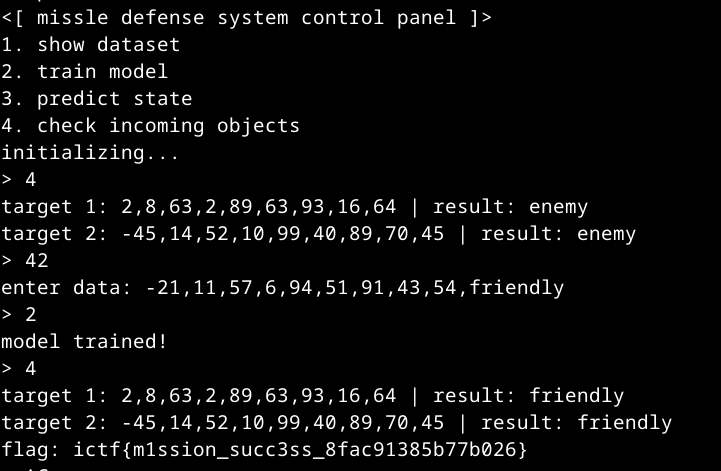 <[ missle defense system control panel ]>
1. show dataset
2. train model
3. predict state
4. check incoming objects
initializing...
> 4
target 1: 2,8,63,2,89,63,93,16,64 | result: enemy
target 2: -45,14,52,10,99,40,89,70,45 | result: enemy
> 42
enter data: -21,11,57,6,94,51,91,43,54,friendly
> 2
model trained!
> 4
target 1: 2,8,63,2,89,63,93,16,64 | result: friendly
target 2: -45,14,52,10,99,40,89,70,45 | result: friendly
flag: ictf{m1ssion_succ3ss_8fac91385b77b026}